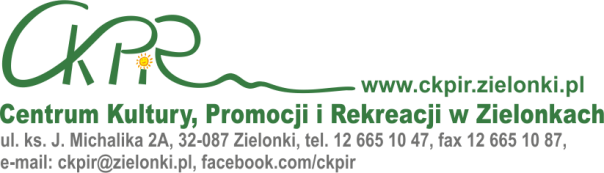 CKPiR
www.ckpir.zielonki.pl
Centrum Kultury, Promocji i Rekreacji w Zielonkach
ul. ks. J. Michalika 2A, 32-087 Zielonki, tel. 12 665 10 47, fax 12 665 10 87,
e-mail: ckpir@zielonki.pl, facebook.com/ckpir